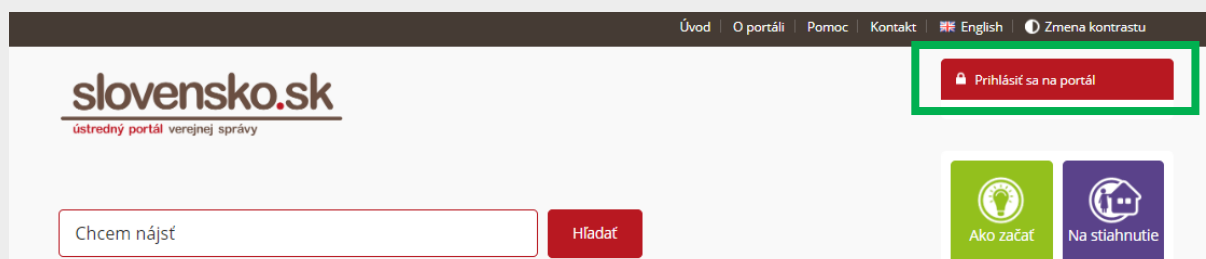 Úvod O portáli Pomoc Kontakt English Zmena kontrastu
Prihlásiť sa na portál
slovensko.sk
ústredný portál verejnej správy
Chcem nájsť Hľadať
Ako začať Na stiahnutie